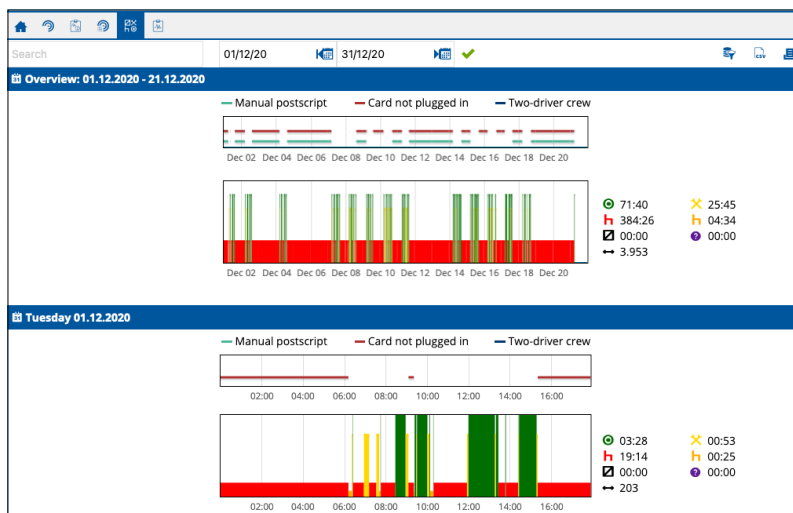 Search 01/12/20 31/12/20 CSV
Overview: 01.12.2020 - 21.12.2020
Manual postscript Card not plugged in Two-driver crew
Dec 02 Dec 04 Dec 06 Dec 08 Dec 10 Dec 12 Dec 14 Dec 16 Dec 18 Dec 20
71:40 25:45
384:26 04:34
00:00 00:00
3.953
Dec 02 Dec 04 Dec 06 Dec 08 Dec 10 Dec 12 Dec 14 Dec 16 Dec 18 Dec 20
Tuesday 01.12.2020
Manual postscript Card not plugged in Two-driver crew
02:00 04:00 06:00 08:00 10:00 12:00 14:00 16:00
03:28 00:53
19:14 00:25
00:00 00:00
203
02:00 04:00 06:00 08:00 10:00 12:00 14:00 16:00